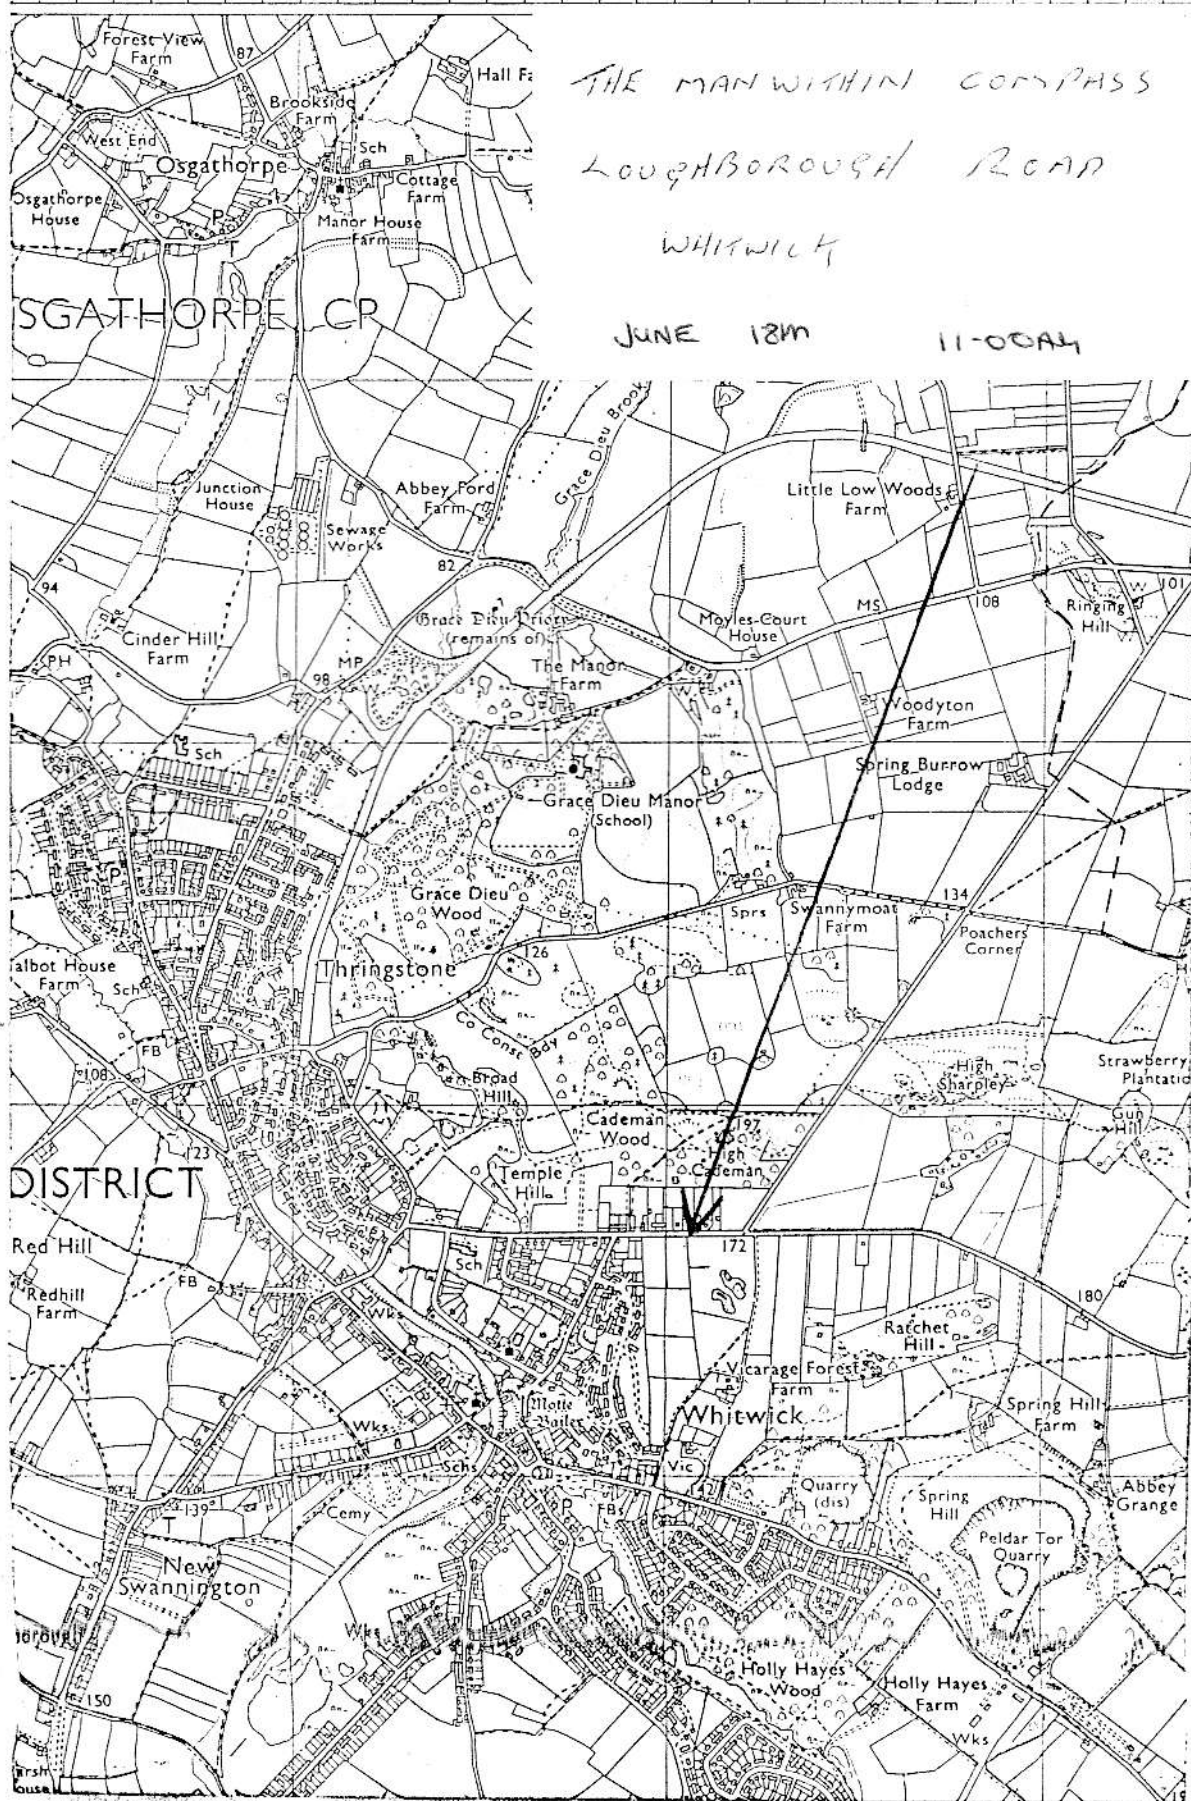 Forest View
Farm
87
Hall Fa
THE MAN WITHIN COMPASS
LOUGHBOROUGH ROAD
WHITWICK
JUNE 18TH 11-00AM
Brookside
Farm
West End
Sch
Osgathorpe
Cottage
Farm
Osgathorpe
House
P
T
Manor House
Farm
SGATHORPE CP
Grace Dieu Brook
Junction
House
Abbey Ford
Farm
Little Low Woods
Farm
Sewage
Works
82
94
MS
108
101
W
Ringing
Hill
Grace Dieu Priory
(remains of)
Moyles Court
House
Cinder Hill
Farm
PH
MP
98
The Manor
Farm
W
W
Woodyton
Farm
Sch
Spring Burrow
Lodge
Grace Dieu Manor
(School)
P
Grace Dieu
Wood
134
Sprs
Swannymoat
Farm
Poachers
Corner
126
Thringstone
albot House
Farm
Sch
Co Const Bdy
FB
108
Broad
Hill
High
Sharpley
Strawberry
Plantatio
Gun
Hill
Cademan
Wood
197
High
Cademan
123
Temple
Hill
DISTRICT
172
Red Hill
Sch
FB
Redhill
Farm
Wks
180
Ratchet
Hill
Vicarage Forest
Farm
Motte
& Bailey
Whitwick
Spring Hill
Farm
Wks
Schs
Vic
142
Quarry
(dis)
Spring
Hill
Abbey
Grange
139
T
Cemy
P
FB
Peldar Tor
Quarry
New
Swannington
Wks
Holly Hayes
Wood
Holly Hayes
Farm
150
Wks
arsh
ouse
19